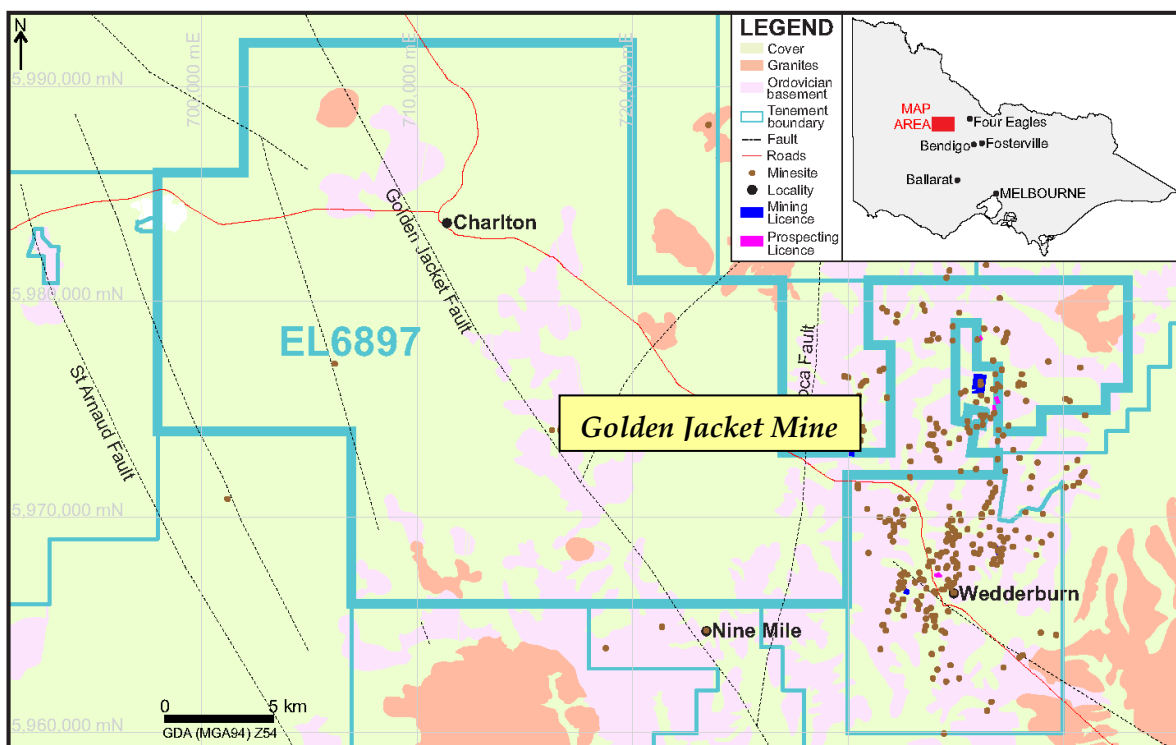 N
5,990,000 mN
700,000 mE
710,000 mE
720,000 mE
LEGEND
Cover
Granites
Ordovician
basement
Tenement
boundary
Fault
Roads
Minesite
Locality
Mining
Licence
Prospecting
Licence
MAP
AREA
Four Eagles
Bendigo
Fosterville
Ballarat
MELBOURNE
Charlton
Golden Jacket Fault
5,980,000 mN
EL6897
oca Fault
St Arnaud Fault
Golden Jacket Mine
5,970,000 mN
Wedderburn
Nine Mile
0 5 km
GDA (MGA94) Z54
5,960,000 mN